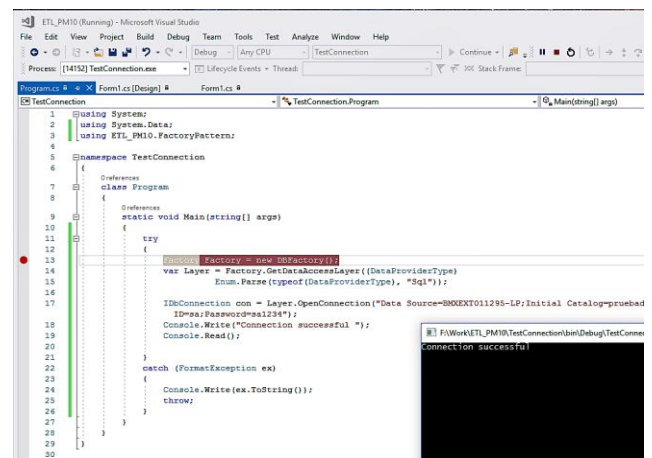 ETL_PM10 (Running) - Microsoft Visual Studio
File Edit View Project Build Debug Team Tools Test Analyze Window Help
Debug Any CPU TestConnection Continue
Process: [14152] TestConnection.exe Lifecycle Events Thread: Stack Frame:
Program.cs Form1.cs [Design] Form1.cs
TestConnection TestConnection.Program Main(string[] args)
1 using System;
2 using System.Data;
3 using ETL_PM10.FactoryPattern;
4
5 namespace TestConnection
6 {
0 references
7 class Program
8 {
0 references
9 static void Main(string[] args)
10 {
11 try
12 {
13 Factory Factory = new DBFactory();
14 var Layer = Factory.GetDataAccessLayer((DataProviderType)
15 Enum.Parse(typeof(DataProviderType), "Sql"));
16
17 IDbConnection con = Layer.OpenConnection("Data Source=BMXEXT011295-LP;Initial Catalog=pruebad
ID=sa;Password=sa1234");
18 Console.Write("Connection successful ");
19 Console.Read();
20
21 }
22 catch (FormatException ex)
23 {
24 Console.Write(ex.ToString());
25 throw;
26 }
27 }
28 }
29 }
30
F:\Work\ETL_PM10\TestConnection\bin\Debug\TestConne
Connection successful